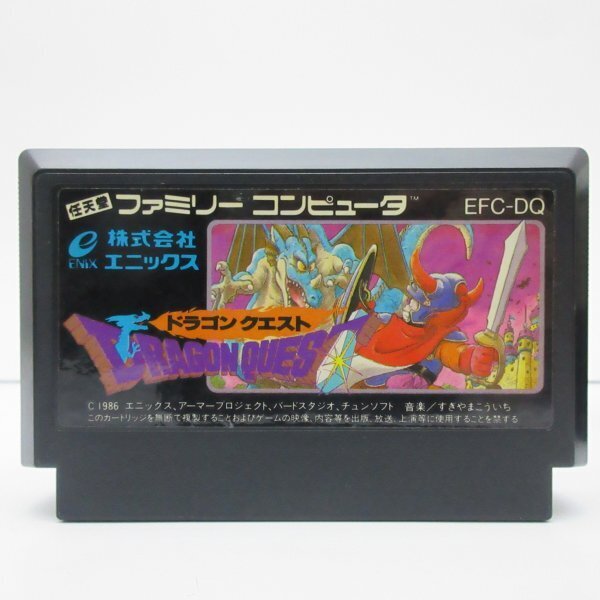 任天堂 ファミリー コンピュータ™ EFC-DQ
ENIX 株式会社
エニックス
ドラゴンクエスト
DRAGON QUEST
C 1986 エニックス、アーマープロジェクト、バードスタジオ、チュンソフト 音楽/すぎやまこういち
このカートリッジを無断で複製することおよびゲームの映像、内容等を出版、放送、上演等に使用することを禁する